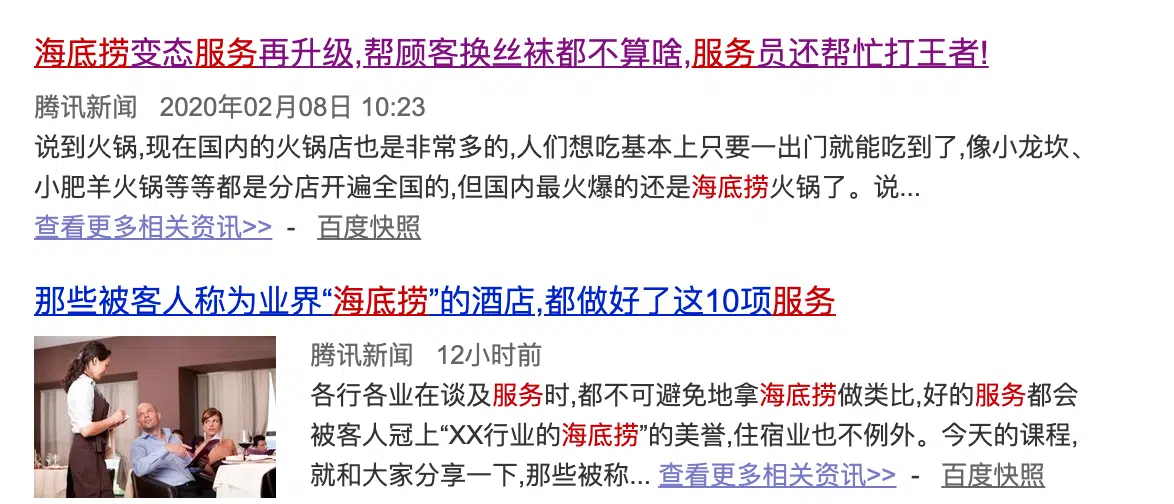 海底捞变态服务再升级,帮顾客换丝袜都不算啥,服务员还帮忙打王者!
腾讯新闻 2020年02月08日 10:23
说到火锅,现在国内的火锅店也是非常多的,人们想吃基本上只要一出门就能吃到了,像小龙坎、
小肥羊火锅等等都是分店开遍全国的,但国内最火爆的还是海底捞火锅了。说...
查看更多相关资讯>> - 百度快照
那些被客人称为业界“海底捞”的酒店,都做好了这10项服务
腾讯新闻 12小时前
各行各业在谈及服务时,都不可避免地拿海底捞做类比,好的服务都会
被客人冠上“XX行业的海底捞”的美誉,住宿业也不例外。今天的课程,
就和大家分享一下,那些被称... 查看更多相关资讯>> - 百度快照